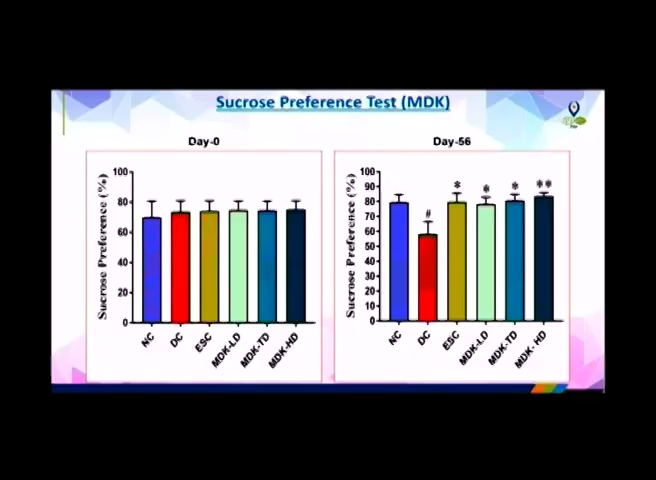 Sucrose Preference Test (MDK)
Day-0
Day-56
Sucrose Preference (%)
100
80
60
40
20
0
NC
DC
ESC
MDK-LD
MDK-TD
MDK-HD
Sucrose Preference (%)
100
90
80
70
60
50
40
30
20
10
0
#
*
*
*
**
NC
DC
ESC
MDK-LD
MDK-TD
MDK- HD